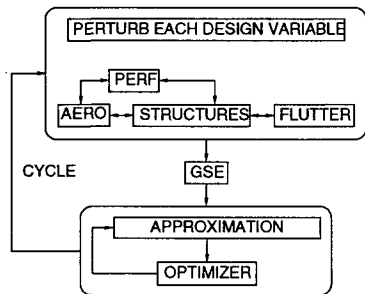 PERTURB EACH DESIGN VARIABLE
PERF
AERO STRUCTURES FLUTTER
CYCLE
GSE
APPROXIMATION
OPTIMIZER